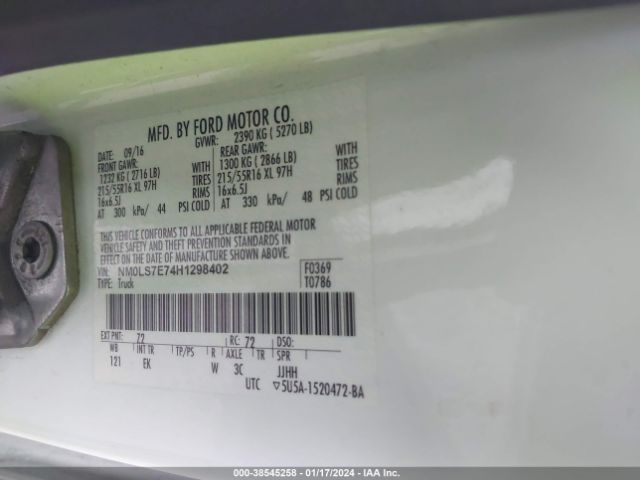 MFD. BY FORD MOTOR CO.
DATE: 09/16 GVWR: 2390 KG ( 5270 LB)
FRONT GAWR: REAR GAWR:
1232 KG ( 2716 LB) WITH 1300 KG ( 2866 LB) WITH
215/55R16 XL 97H TIRES 215/55R16 XL 97H TIRES
16x6.5J RIMS 16x6.5J RIMS
AT 300 kPa/ 44 PSI COLD AT 330 kPa/ 48 PSI COLD
THIS VEHICLE CONFORMS TO ALL APPLICABLE FEDERAL MOTOR
VEHICLE SAFETY AND THEFT PREVENTION STANDARDS IN EFFECT
ON THE DATE OF MANUFACTURE SHOWN ABOVE.
VIN: NM0LS7E74H1298402 F0369
TYPE: Truck T0786
EXT PNT: 72 RC: 72 DSO:
WB INT TR TP/PS R AXLE TR SPR
121 EK W 3C JJHH
UTC ▽5U5A-1520472-BA
000-38545258 - 01/17/2024 - IAAI.COM